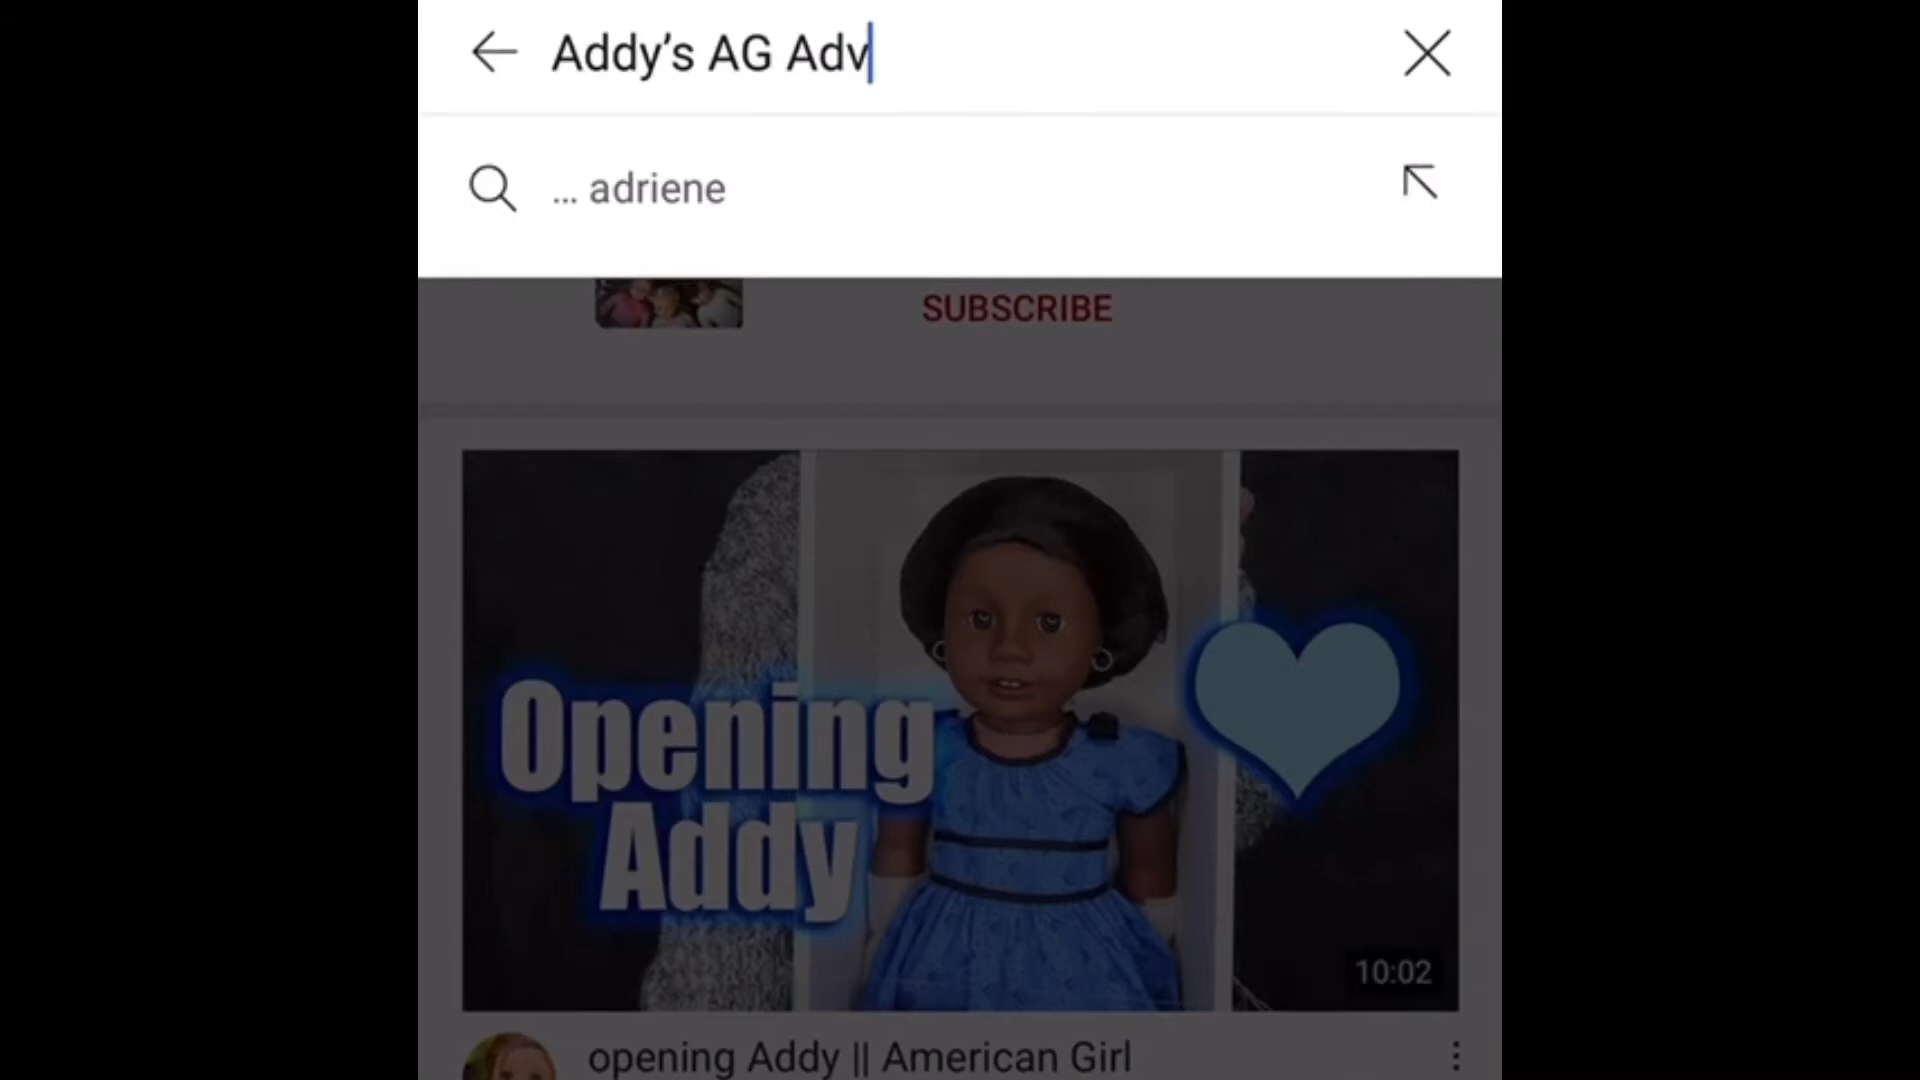 Addy’s AG Adv
... adriene
SUBSCRIBE
Opening
Addy
10:02
opening Addy || American Girl